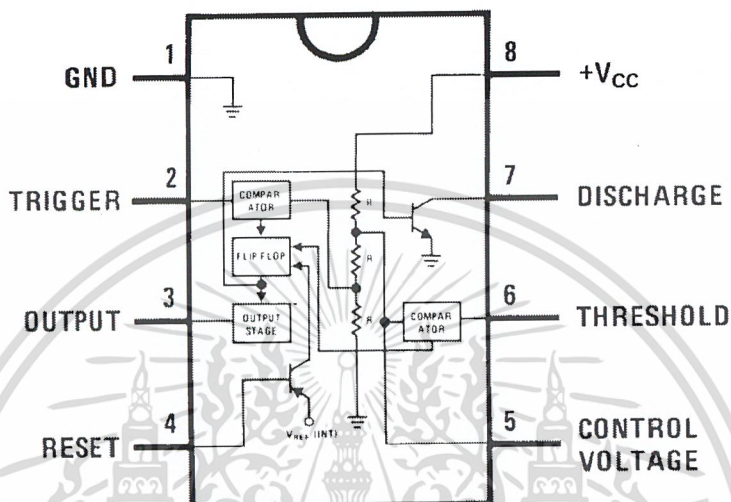 1
GND
8
+VCC
2
TRIGGER
COMPAR
ATOR
R
7
DISCHARGE
FLIP FLOP
R
3
OUTPUT
OUTPUT
STAGE
R
COMPAR
ATOR
6
THRESHOLD
4
RESET
VREF (INT)
5
CONTROL
VOLTAGE